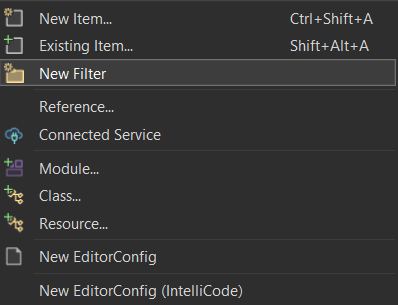 New Item... Ctrl+Shift+A
Existing Item... Shift+Alt+A
New Filter
Reference...
Connected Service
Module...
Class...
Resource...
New EditorConfig
New EditorConfig (IntelliCode)